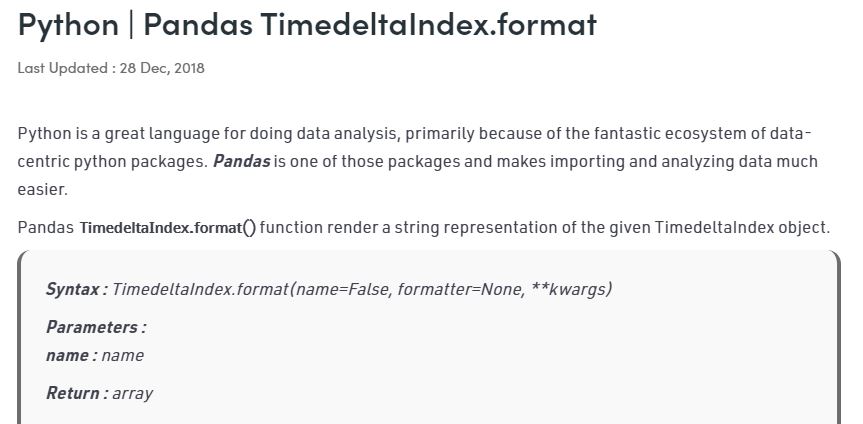 Python | Pandas TimedeltaIndex.format
Last Updated : 28 Dec, 2018
Python is a great language for doing data analysis, primarily because of the fantastic ecosystem of data-
centric python packages. Pandas is one of those packages and makes importing and analyzing data much
easier.
Pandas TimedeltaIndex.format() function render a string representation of the given TimedeltaIndex object.
Syntax : TimedeltaIndex.format(name=False, formatter=None, **kwargs)
Parameters :
name : name
Return : array